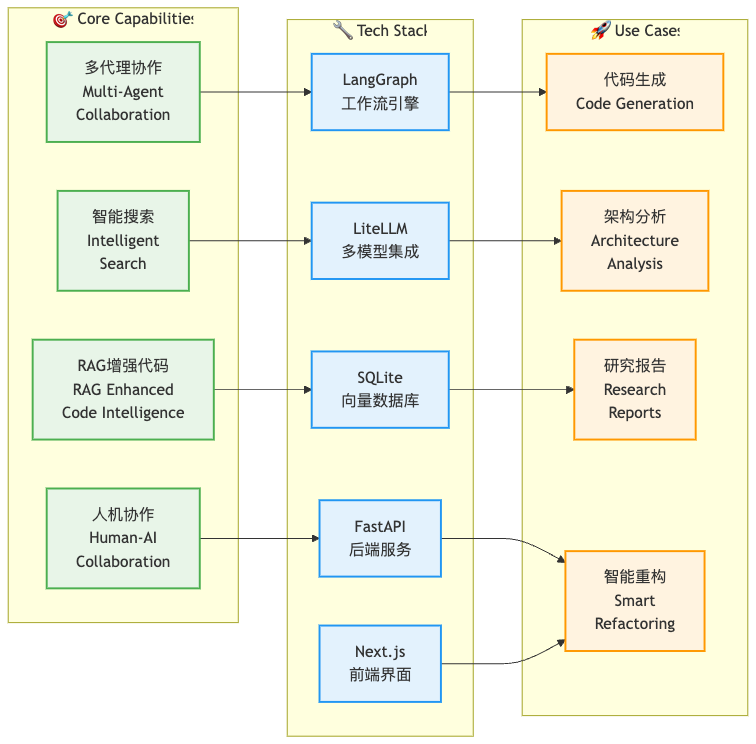 🎯 Core Capabilities
多代理协作
Multi-Agent
Collaboration
智能搜索
Intelligent
Search
RAG增强代码
RAG Enhanced
Code Intelligence
人机协作
Human-AI
Collaboration
🔧 Tech Stack
LangGraph
工作流引擎
LiteLLM
多模型集成
SQLite
向量数据库
FastAPI
后端服务
Next.js
前端界面
🚀 Use Cases
代码生成
Code Generation
架构分析
Architecture
Analysis
研究报告
Research
Reports
智能重构
Smart
Refactoring